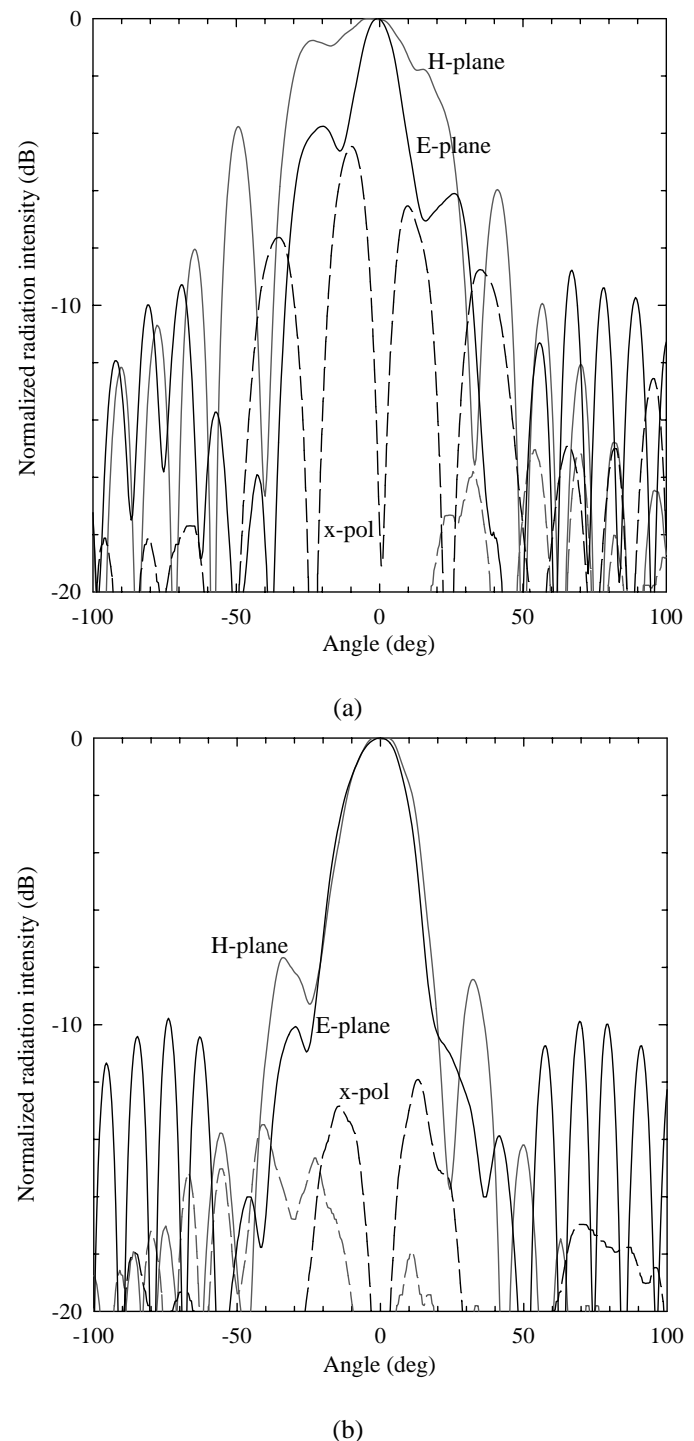 0
H-plane
E-plane
Normalized radiation intensity (dB)
-10
x-pol
-20
-100
-50
0
50
100
Angle (deg)
(a)
0
H-plane
Normalized radiation intensity (dB)
-10
E-plane
x-pol
-20
-100
-50
0
50
100
Angle (deg)
(b)